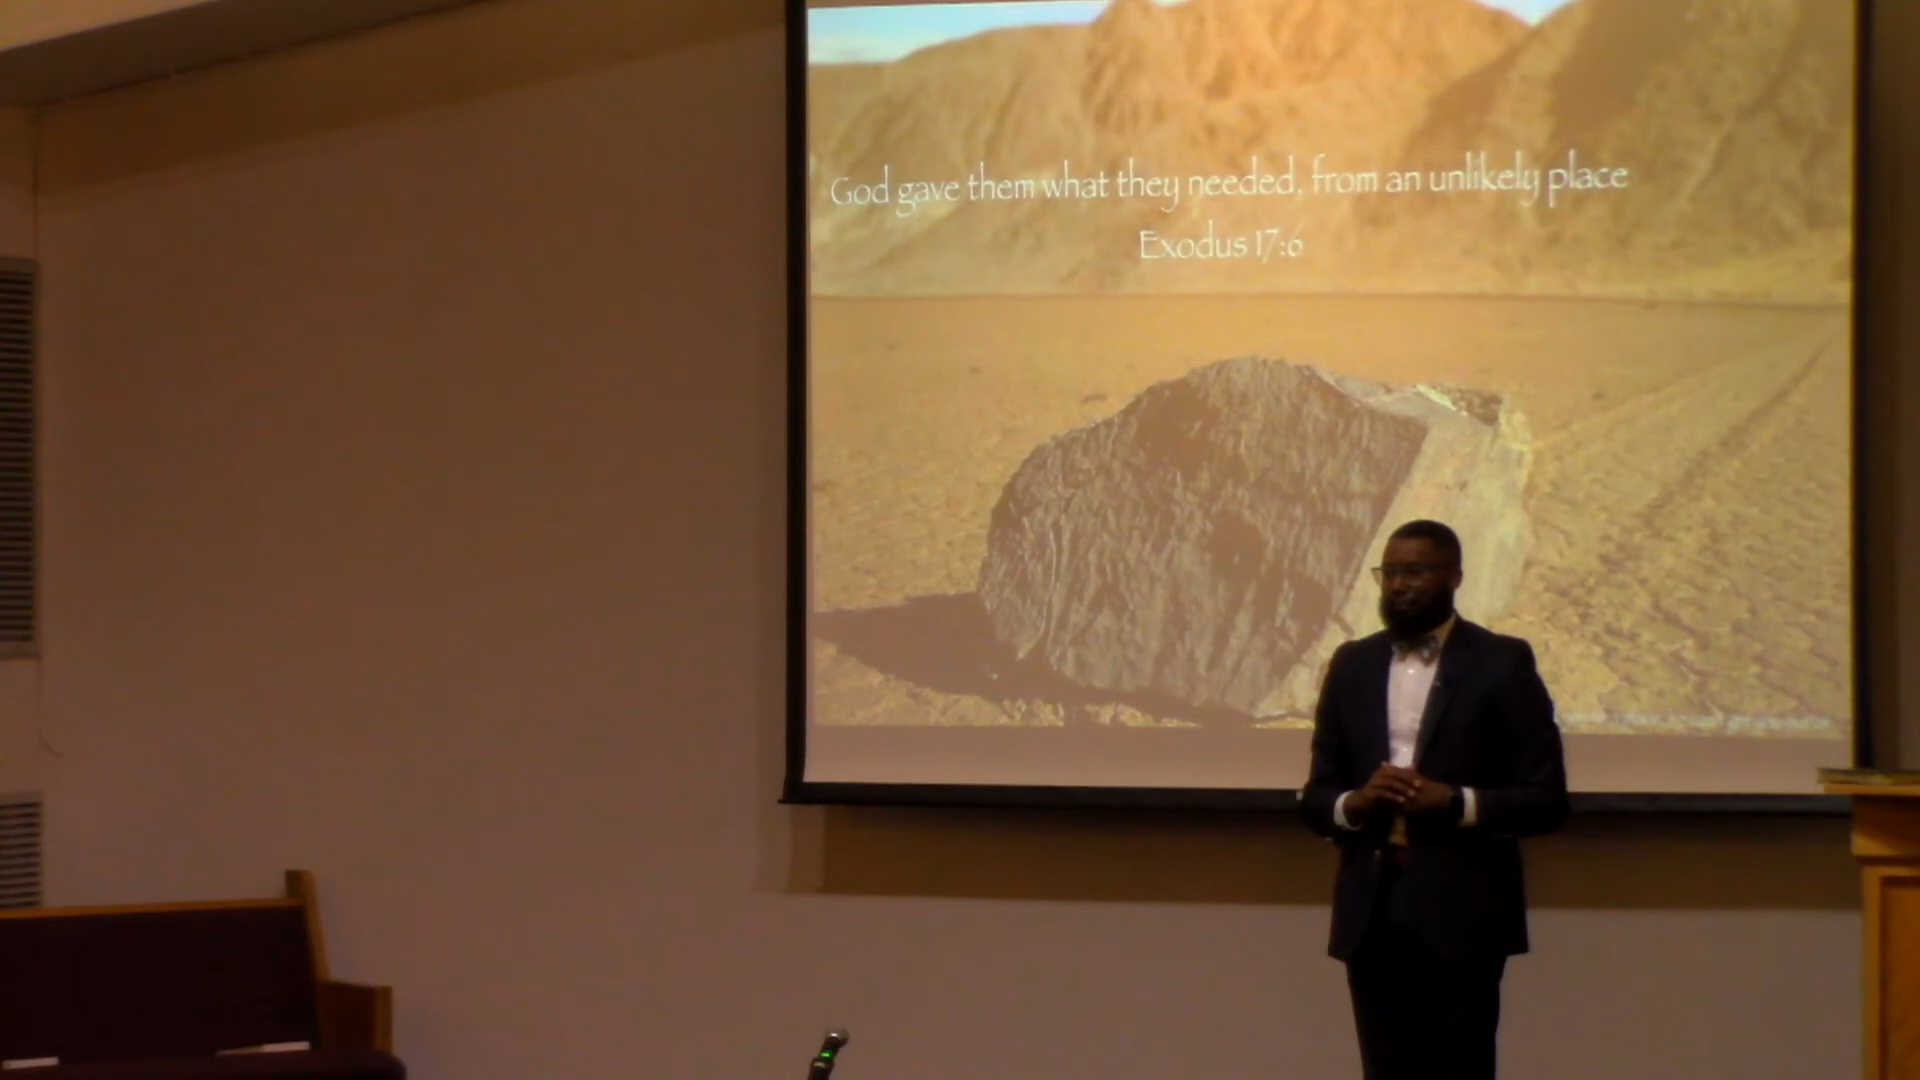 God gave them what they needed, from an unlikely place
Exodus 17:6